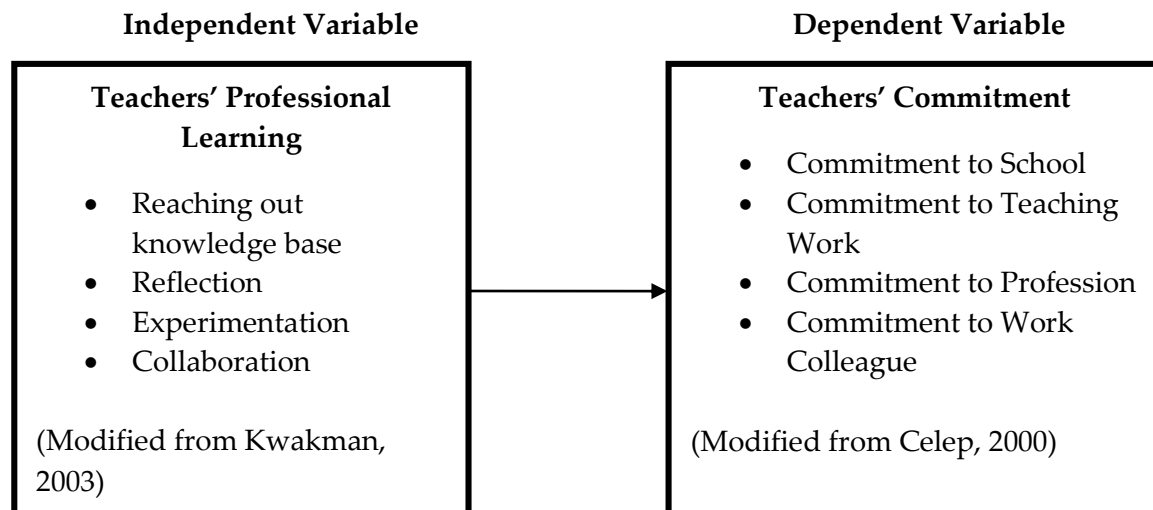 Independent Variable
Teachers’ Professional
Learning
• Reaching out
knowledge base
• Reflection
• Experimentation
• Collaboration
(Modified from Kwakman,
2003)
Dependent Variable
Teachers’ Commitment
• Commitment to School
• Commitment to Teaching
Work
• Commitment to Profession
• Commitment to Work
Colleague
(Modified from Celep, 2000)